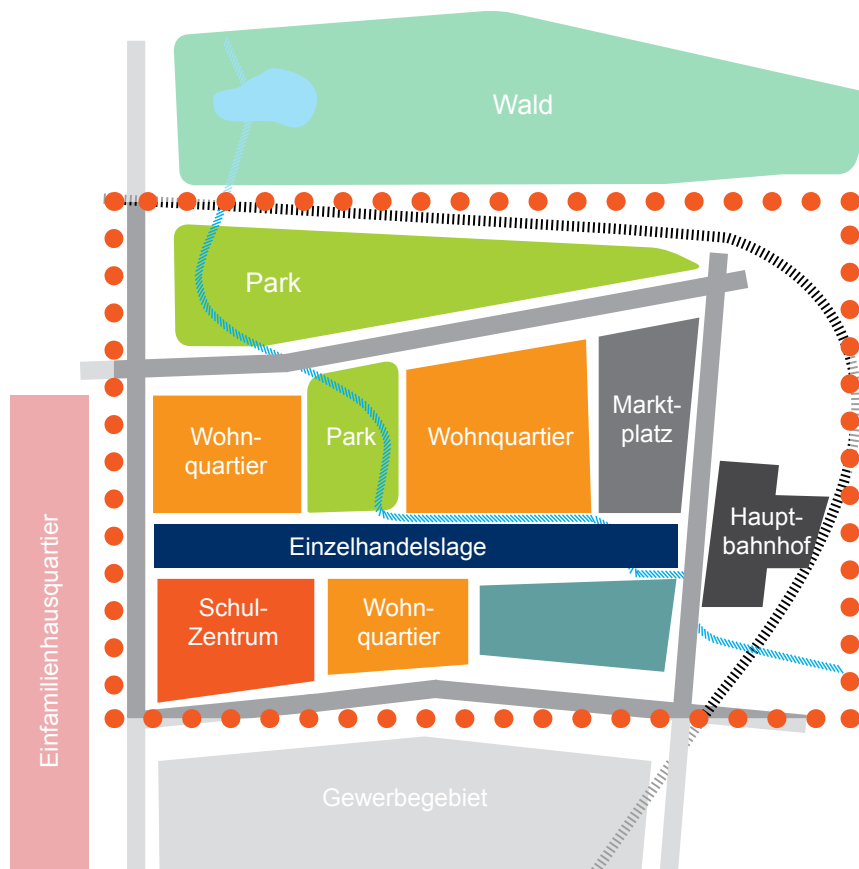 Wald
Park
Wohn-
quartier
Park
Wohnquartier
Markt-
platz
Haupt-
bahnhof
Einzelhandelslage
Schul-
Zentrum
Wohn-
quartier
Einfamilienhausquartier
Gewerbegebiet